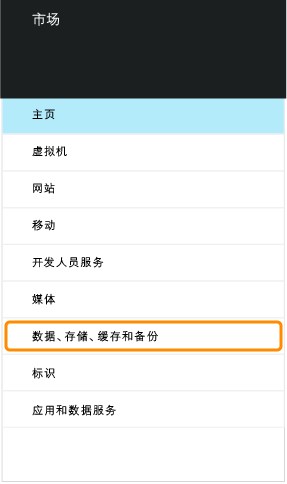 市场
主页
虚拟机
网站
移动
开发人员服务
媒体
数据、存储、缓存和备份
标识
应用和数据服务